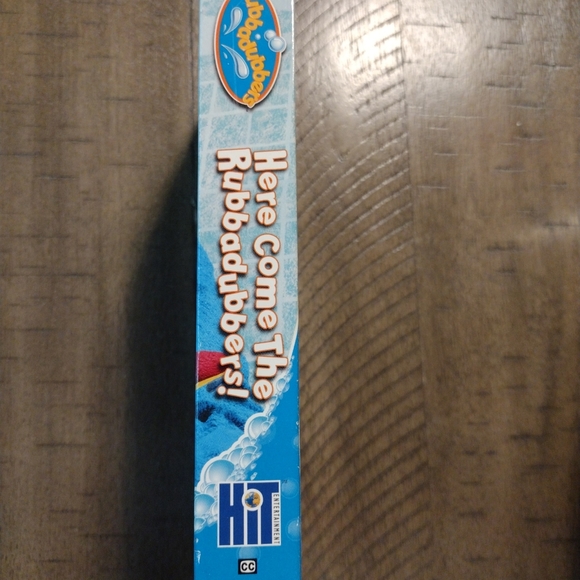 Rubbadubbers
Here Come The
Rubbadubbers!
HiT
ENTERTAINMENT
CC